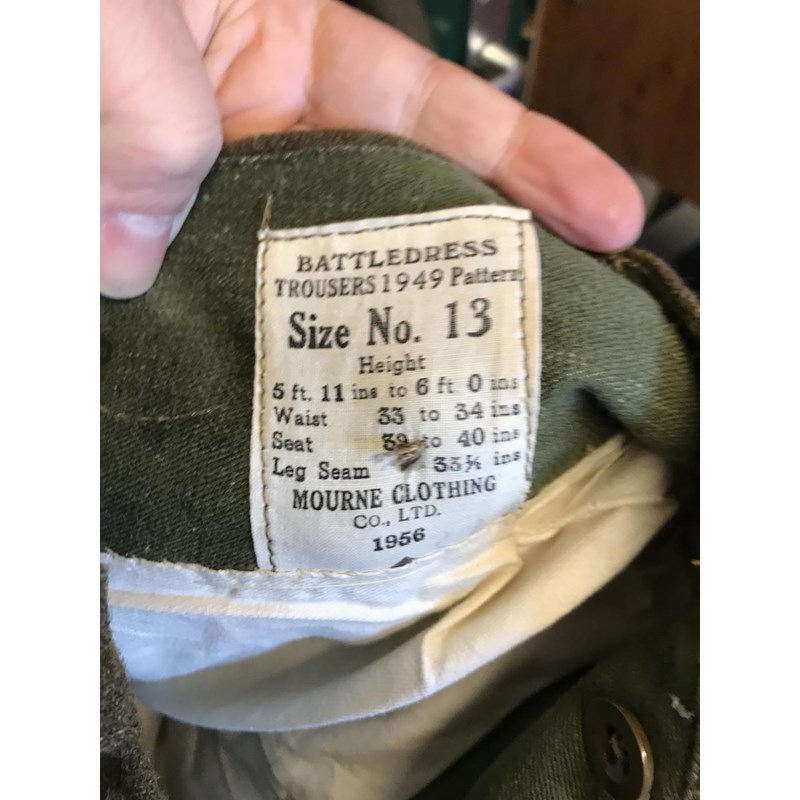 BATTLEDRESS
TROUSERS 1949 Pattern
Size No. 13
Height
5 ft. 11 ins to 6 ft 0 ins
Waist 33 to 34 ins
Seat 39 to 40 ins
Leg Seam 33½ ins
MOURNE CLOTHING
CO., LTD.
1956